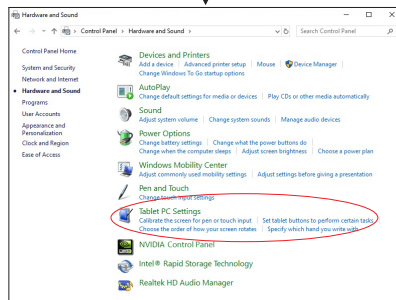 Hardware and Sound
Control Panel > Hardware and Sound
Search Control Panel
Control Panel Home
System and Security
Network and Internet
Hardware and Sound
Programs
User Accounts
Appearance and
Personalization
Clock and Region
Ease of Access
Devices and Printers
Add a device | Advanced printer setup | Mouse | Device Manager |
Change Windows To Go startup options
AutoPlay
Change default settings for media or devices | Play CDs or other media automatically
Sound
Adjust system volume | Change system sounds | Manage audio devices
Power Options
Change battery settings | Change what the power buttons do |
Change when the computer sleeps | Adjust screen brightness | Choose a power plan
Windows Mobility Center
Adjust commonly used mobility settings | Adjust settings before giving a presentation
Pen and Touch
Change touch input settings
Tablet PC Settings
Calibrate the screen for pen or touch input | Set tablet buttons to perform certain tasks
Choose the order of how your screen rotates | Specify which hand you write with
NVIDIA Control Panel
Intel® Rapid Storage Technology
Realtek HD Audio Manager